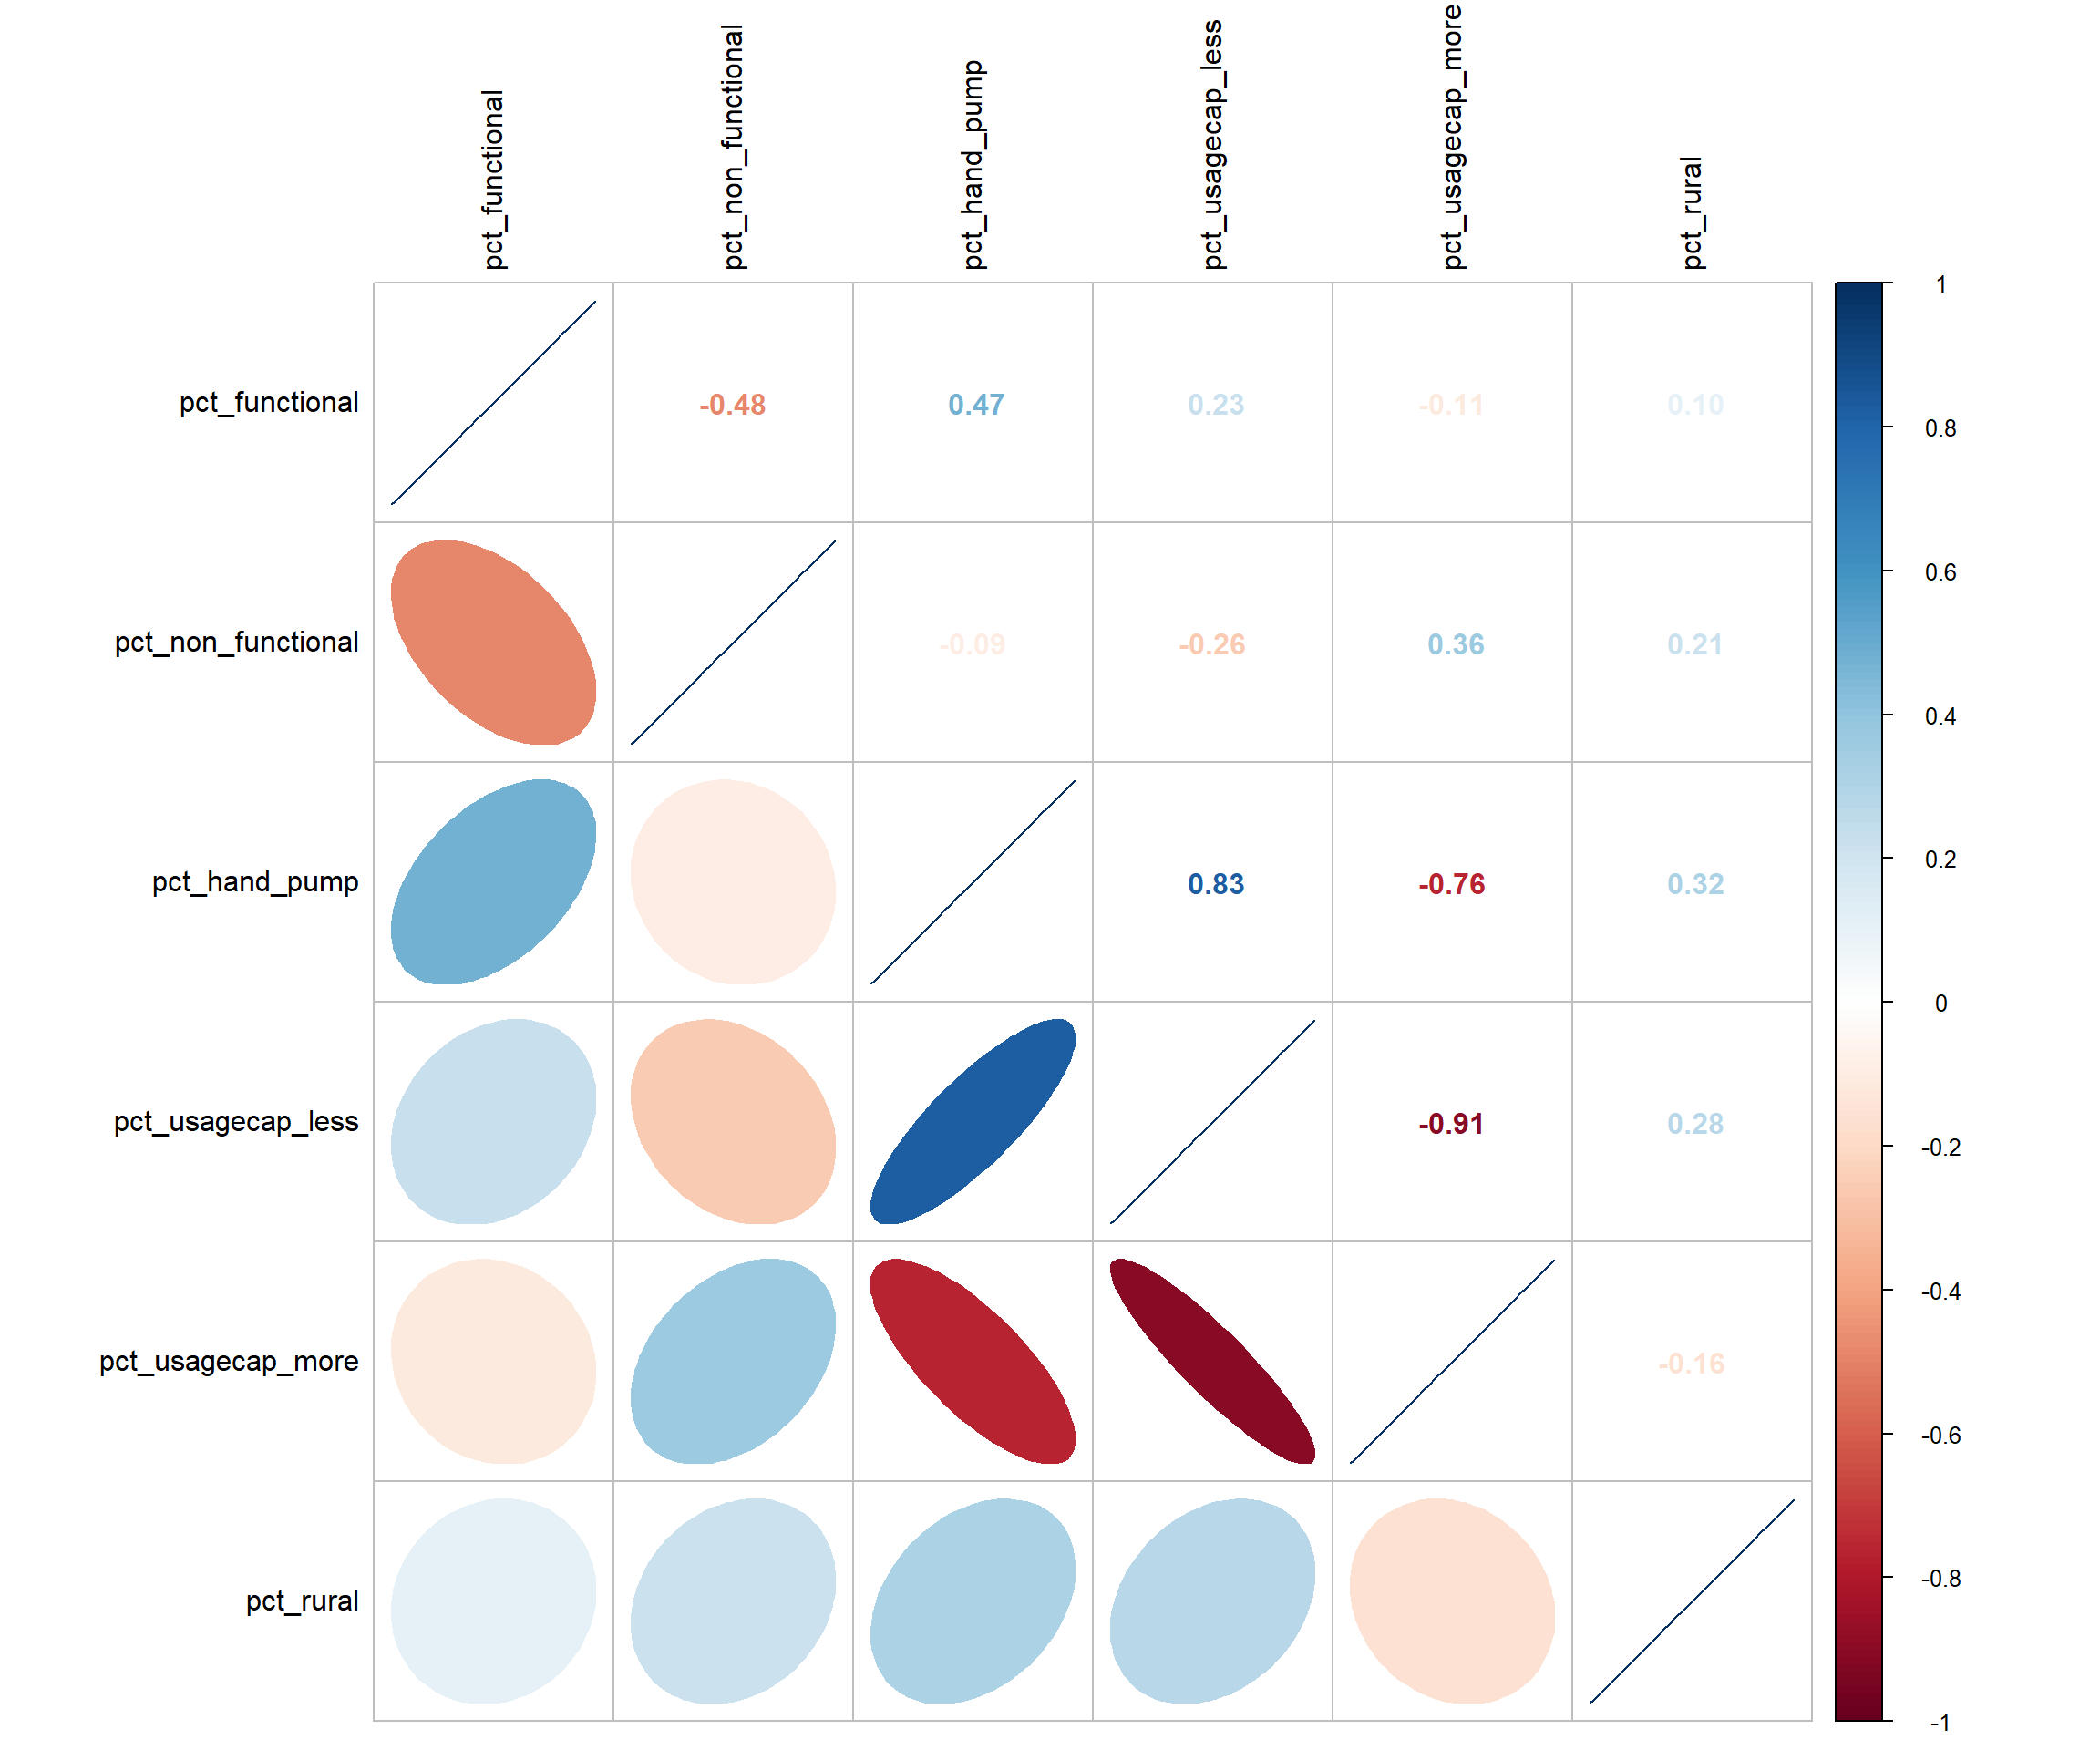 pct_functional
pct_non_functional
pct_hand_pump
pct_usagecap_less
pct_usagecap_more
pct_rural
pct_functional
-0.48
0.47
0.23
-0.11
0.10
pct_non_functional
-0.09
-0.26
0.36
0.21
pct_hand_pump
0.83
-0.76
0.32
pct_usagecap_less
-0.91
0.28
pct_usagecap_more
-0.16
pct_rural
1
0.8
0.6
0.4
0.2
0
-0.2
-0.4
-0.6
-0.8
-1